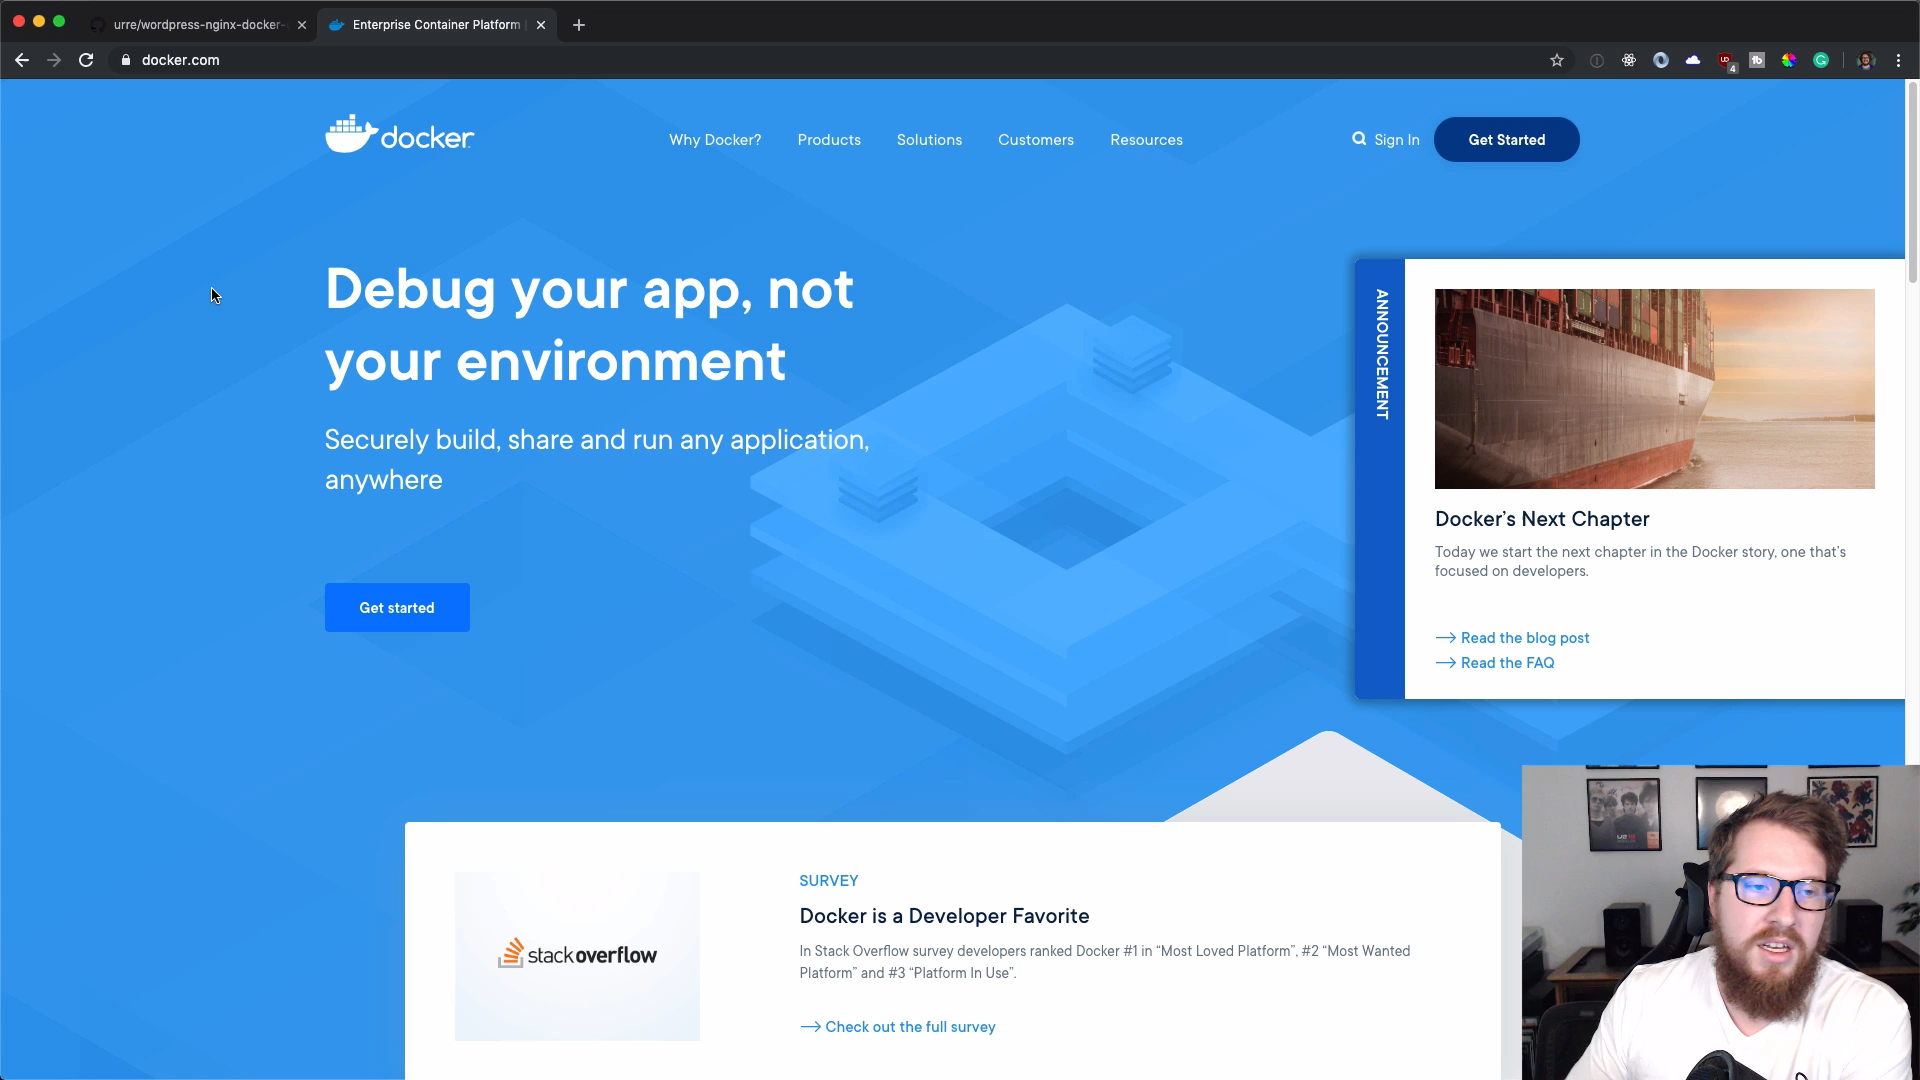 urre/wordpress-nginx-docker-
Enterprise Container Platform
docker.com
4
docker
Why Docker?
Products
Solutions
Customers
Resources
Sign In
Get Started
Debug your app, not
your environment
Securely build, share and run any application,
anywhere
Get started
ANNOUNCEMENT
Docker’s Next Chapter
Today we start the next chapter in the Docker story, one that’s
focused on developers.
Read the blog post
Read the FAQ
stackoverflow
SURVEY
Docker is a Developer Favorite
In Stack Overflow survey developers ranked Docker #1 in “Most Loved Platform”, #2 “Most Wanted
Platform” and #3 “Platform In Use”.
Check out the full survey